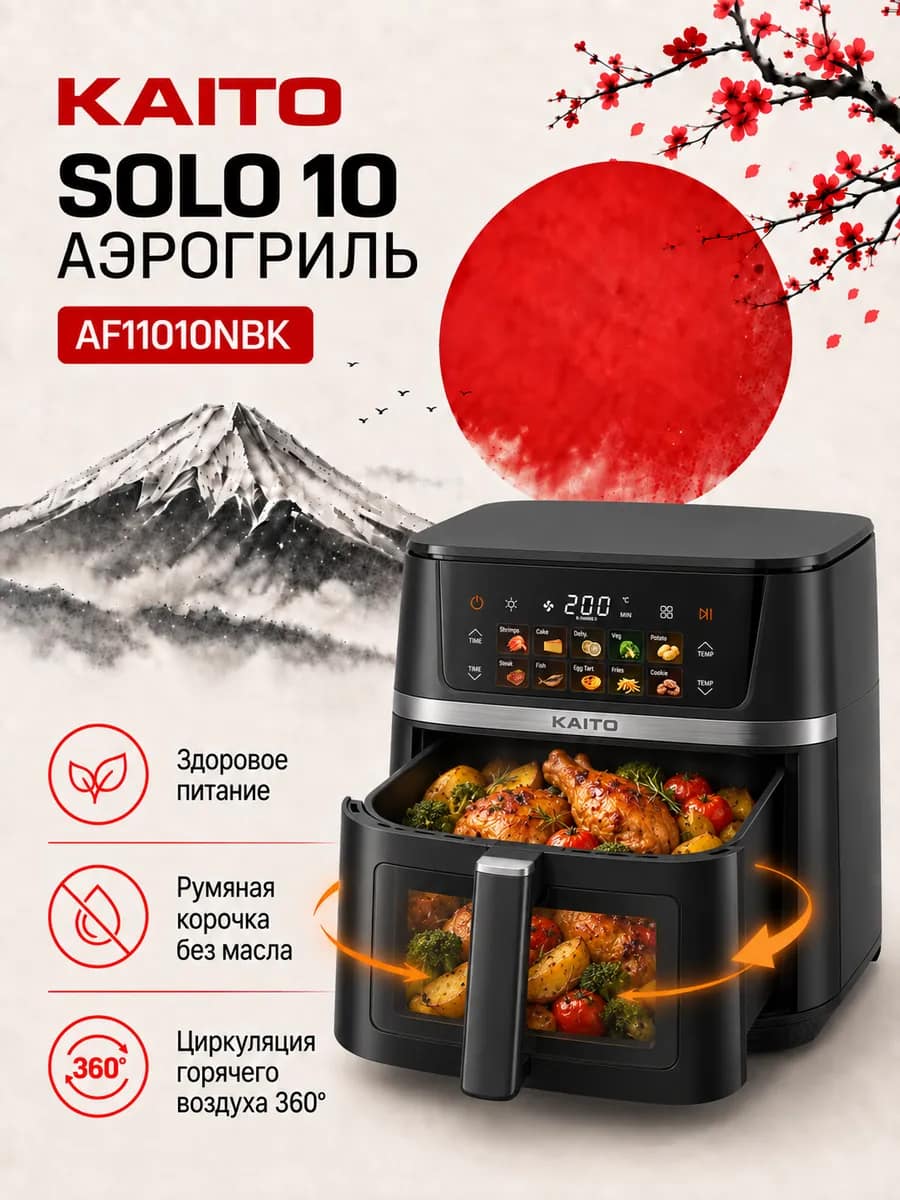 KAITO
SOLO 10
АЭРОГРИЛЬ
AF11010NBK
200
°C
MIN
TIME
Shrimps
Cake
Dehy.
Veg
Potato
TEMP
TIME
Steak
Fish
Egg Tart
Fries
Cookie
TEMP
KAITO
Здоровое
питание
Румяная
корочка
без масла
360°
Циркуляция
горячего
воздуха 360°